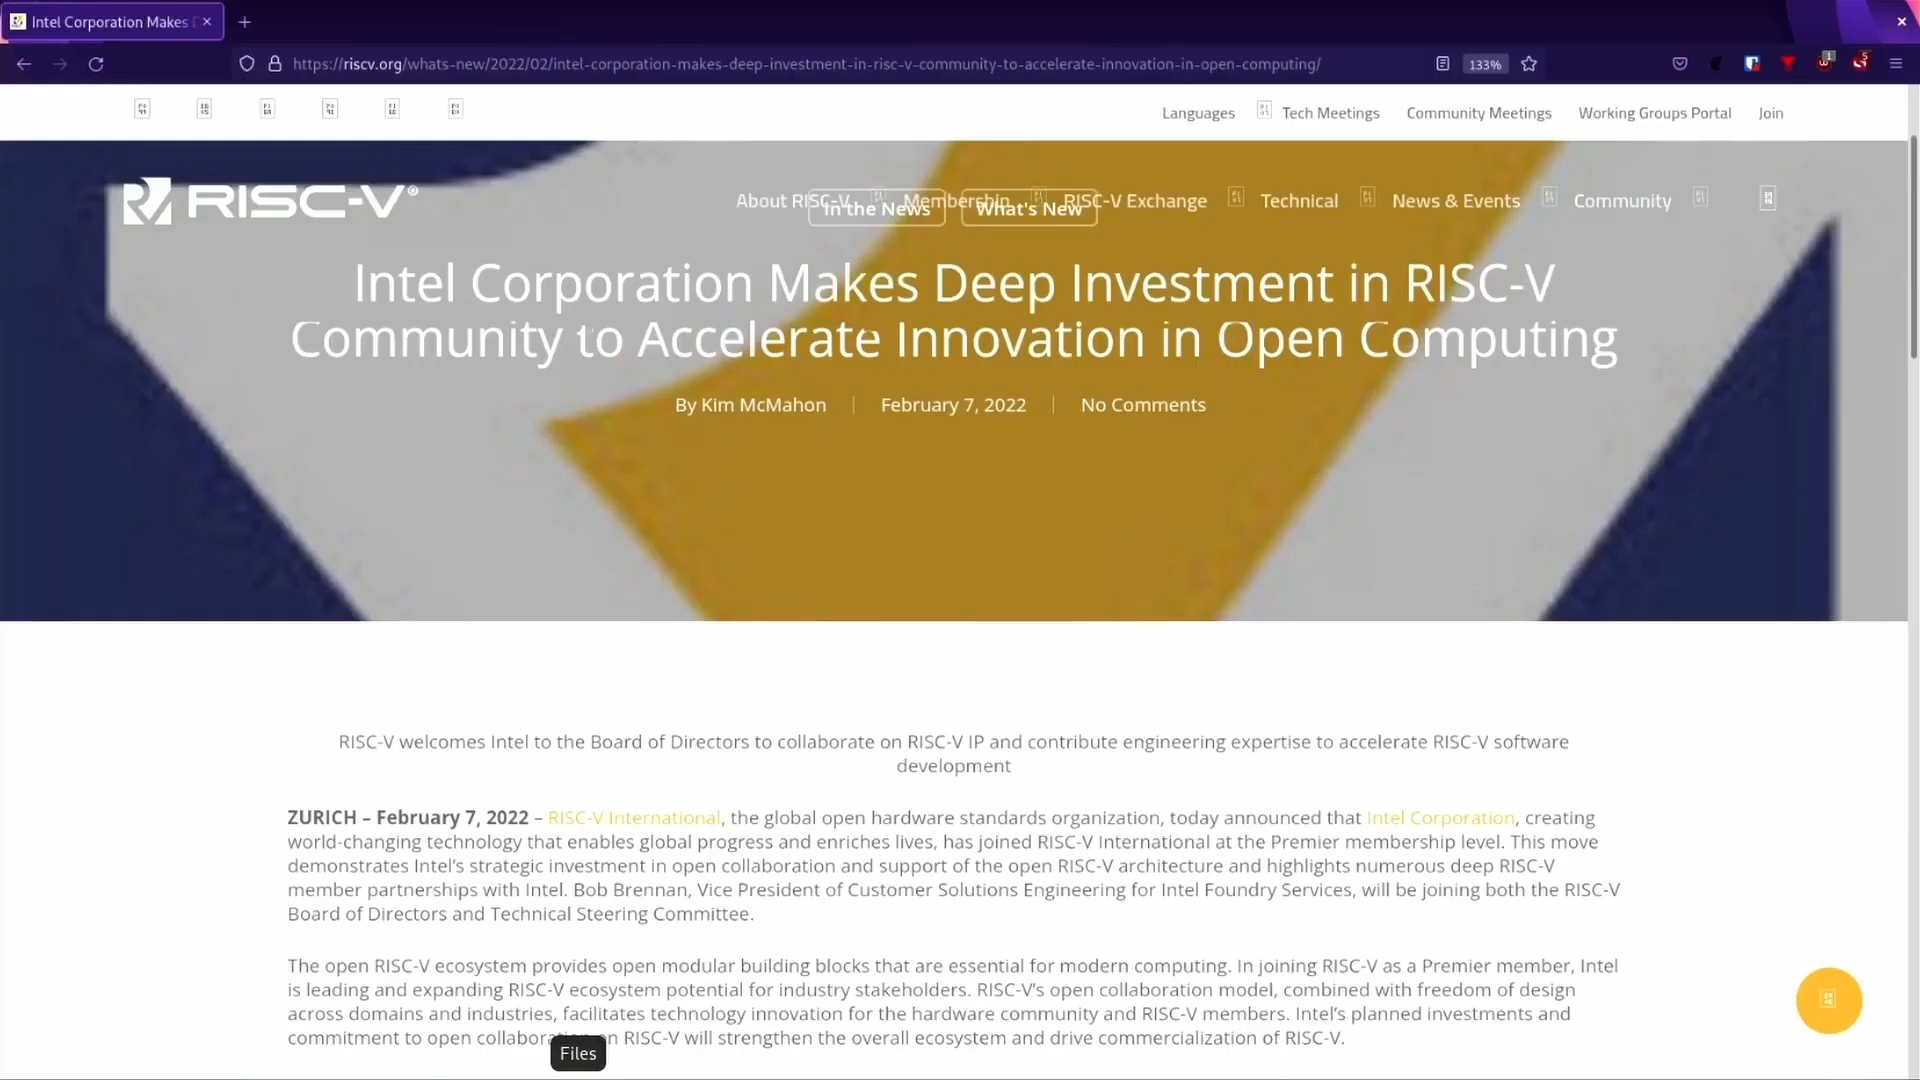 Intel Corporation Makes
https://riscv.org/whats-new/2022/02/intel-corporation-makes-deep-investment-in-risc-v-community-to-accelerate-innovation-in-open-computing/
133%
1
5
Languages Tech Meetings Community Meetings Working Groups Portal Join
RISC-V®
About RISC-V Membership RISC-V Exchange Technical News & Events Community
In the News What's New
Intel Corporation Makes Deep Investment in RISC-V
Community to Accelerate Innovation in Open Computing
By Kim McMahon February 7, 2022 No Comments
RISC-V welcomes Intel to the Board of Directors to collaborate on RISC-V IP and contribute engineering expertise to accelerate RISC-V software
development
ZURICH – February 7, 2022 – RISC-V International, the global open hardware standards organization, today announced that Intel Corporation, creating
world-changing technology that enables global progress and enriches lives, has joined RISC-V International at the Premier membership level. This move
demonstrates Intel’s strategic investment in open collaboration and support of the open RISC-V architecture and highlights numerous deep RISC-V
member partnerships with Intel. Bob Brennan, Vice President of Customer Solutions Engineering for Intel Foundry Services, will be joining both the RISC-V
Board of Directors and Technical Steering Committee.
The open RISC-V ecosystem provides open modular building blocks that are essential for modern computing. In joining RISC-V as a Premier member, Intel
is leading and expanding RISC-V ecosystem potential for industry stakeholders. RISC-V’s open collaboration model, combined with freedom of design
across domains and industries, facilitates technology innovation for the hardware community and RISC-V members. Intel’s planned investments and
commitment to open collaboration on RISC-V will strengthen the overall ecosystem and drive commercialization of RISC-V.
Files